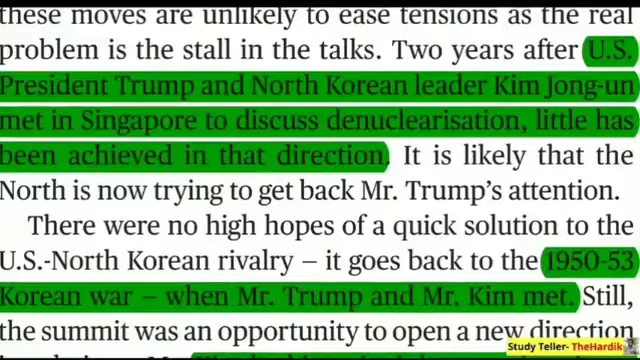 these moves are unlikely to ease tensions as the real
problem is the stall in the talks. Two years after U.S.
President Trump and North Korean leader Kim Jong-un
met in Singapore to discuss denuclearisation, little has
been achieved in that direction. It is likely that the
North is now trying to get back Mr. Trump’s attention.
There were no high hopes of a quick solution to the
U.S.-North Korean rivalry – it goes back to the 1950-53
Korean war – when Mr. Trump and Mr. Kim met. Still,
the summit was an opportunity to open a new direction
Study Teller- TheHardik